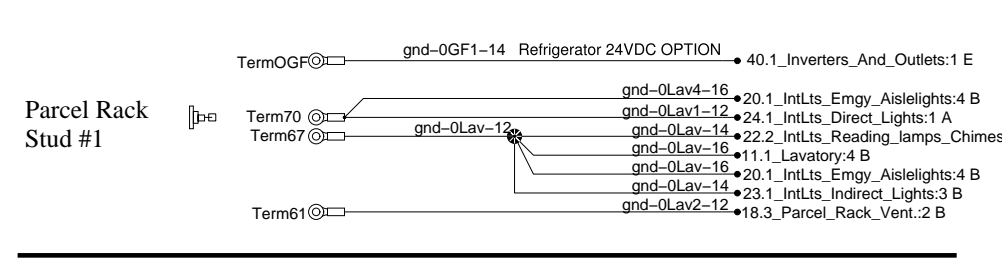 gnd-0GF1-14 Refrigerator 24VDC OPTION
TermOGF 40.1_Inverters_And_Outlets:1 E
gnd-0Lav4-16
20.1_IntLts_Emgy_Aislelights:4 B
Parcel Rack
Stud #1
Term70 gnd-0Lav1-12 24.1_IntLts_Direct_Lights:1 A
Term67 gnd-0Lav-12 gnd-0Lav-14 22.2_IntLts_Reading_lamps_Chimes
gnd-0Lav-16 11.1_Lavatory:4 B
gnd-0Lav-16 20.1_IntLts_Emgy_Aislelights:4 B
gnd-0Lav-14 23.1_IntLts_Indirect_Lights:3 B
Term61 gnd-0Lav2-12 18.3_Parcel_Rack_Vent.:2 B